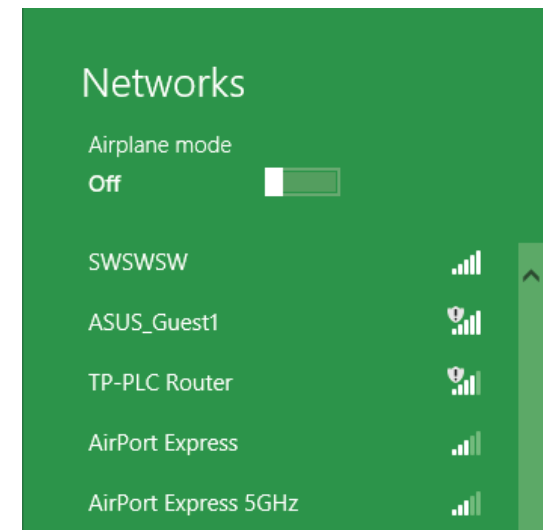 Networks
Airplane mode
Off
SWSWSW
ASUS_Guest1
TP-PLC Router
AirPort Express
AirPort Express 5GHz